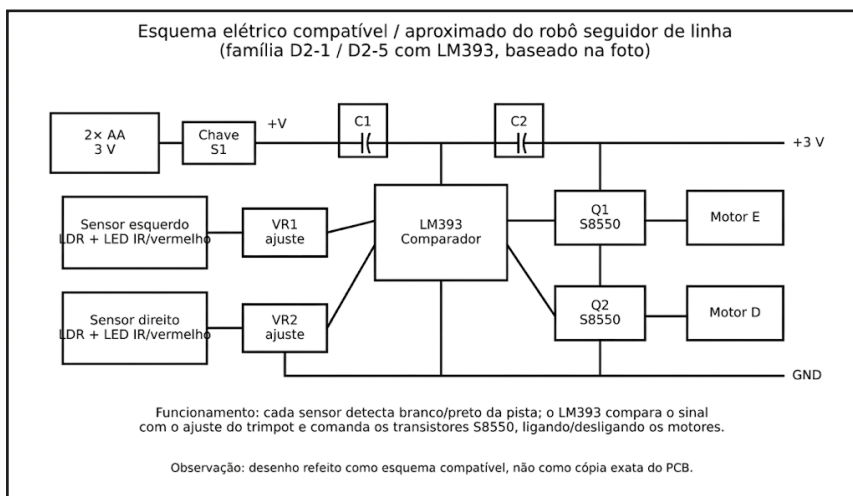 Esquema elétrico compatível / aproximado do robô seguidor de linha
(família D2-1 / D2-5 com LM393, baseado na foto)
2× AA
3 V
Chave
S1
+V
C1
C2
+3 V
Sensor esquerdo
LDR + LED IR/vermelho
VR1
ajuste
LM393
Comparador
Q1
S8550
Motor E
Sensor direito
LDR + LED IR/vermelho
VR2
ajuste
Q2
S8550
Motor D
GND
Funcionamento: cada sensor detecta branco/preto da pista; o LM393 compara o sinal
com o ajuste do trimpot e comanda os transistores S8550, ligando/desligando os motores.
Observação: desenho refeito como esquema compatível, não como cópia exata do PCB.